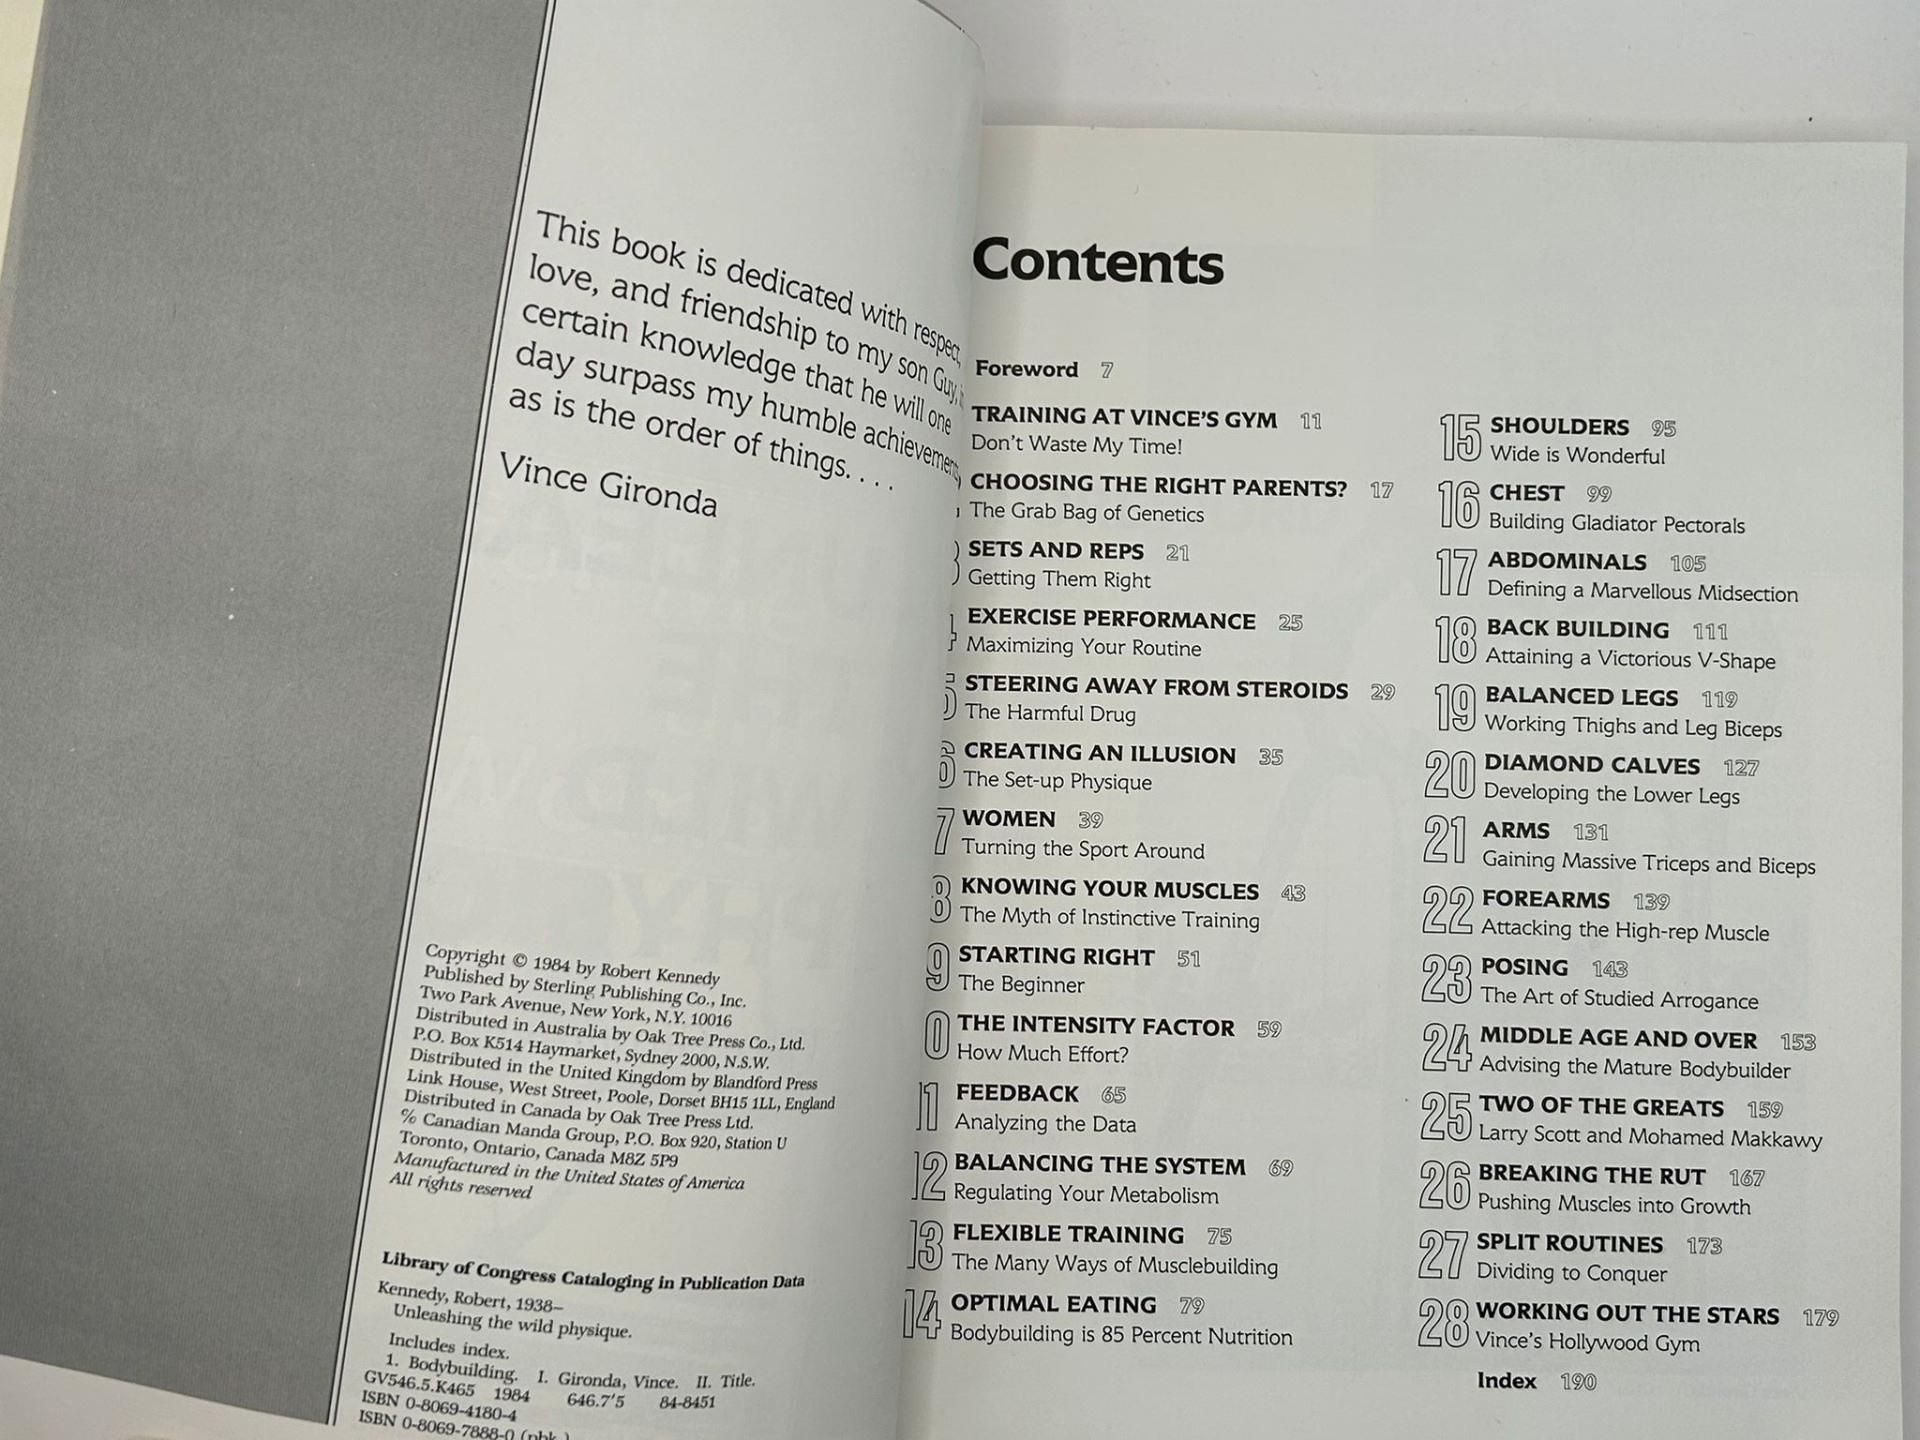 This book is dedicated with respect,
love, and friendship to my son Guy,
certain knowledge that he will one
day surpass my humble achievements,
as is the order of things. . . .
Vince Gironda
Copyright © 1984 by Robert Kennedy
Published by Sterling Publishing Co., Inc.
Two Park Avenue, New York, N.Y. 10016
Distributed in Australia by Oak Tree Press Co., Ltd.
P.O. Box K514 Haymarket, Sydney 2000, N.S.W.
Distributed in the United Kingdom by Blandford Press
Link House, West Street, Poole, Dorset BH15 1LL, England
Distributed in Canada by Oak Tree Press Ltd.
% Canadian Manda Group, P.O. Box 920, Station U
Toronto, Ontario, Canada M8Z 5P9
Manufactured in the United States of America
All rights reserved
Library of Congress Cataloging in Publication Data
Kennedy, Robert, 1938–
Unleashing the wild physique.
Includes index.
1. Bodybuilding. I. Gironda, Vince. II. Title.
GV546.5.K465 1984 646.7'5 84-8451
ISBN 0-8069-4180-4
ISBN 0-8069-7888-0 (pbk.)
Contents
Foreword 7
TRAINING AT VINCE'S GYM 11
Don't Waste My Time!
CHOOSING THE RIGHT PARENTS? 17
The Grab Bag of Genetics
3 SETS AND REPS 21
Getting Them Right
4 EXERCISE PERFORMANCE 25
Maximizing Your Routine
5 STEERING AWAY FROM STEROIDS 29
The Harmful Drug
6 CREATING AN ILLUSION 35
The Set-up Physique
7 WOMEN 39
Turning the Sport Around
8 KNOWING YOUR MUSCLES 43
The Myth of Instinctive Training
9 STARTING RIGHT 51
The Beginner
0 THE INTENSITY FACTOR 59
How Much Effort?
11 FEEDBACK 65
Analyzing the Data
12 BALANCING THE SYSTEM 69
Regulating Your Metabolism
13 FLEXIBLE TRAINING 75
The Many Ways of Musclebuilding
14 OPTIMAL EATING 79
Bodybuilding is 85 Percent Nutrition
15 SHOULDERS 95
Wide is Wonderful
16 CHEST 99
Building Gladiator Pectorals
17 ABDOMINALS 105
Defining a Marvellous Midsection
18 BACK BUILDING 111
Attaining a Victorious V-Shape
19 BALANCED LEGS 119
Working Thighs and Leg Biceps
20 DIAMOND CALVES 127
Developing the Lower Legs
21 ARMS 131
Gaining Massive Triceps and Biceps
22 FOREARMS 139
Attacking the High-rep Muscle
23 POSING 143
The Art of Studied Arrogance
24 MIDDLE AGE AND OVER 153
Advising the Mature Bodybuilder
25 TWO OF THE GREATS 159
Larry Scott and Mohamed Makkawy
26 BREAKING THE RUT 167
Pushing Muscles into Growth
27 SPLIT ROUTINES 173
Dividing to Conquer
28 WORKING OUT THE STARS 179
Vince's Hollywood Gym
Index 190